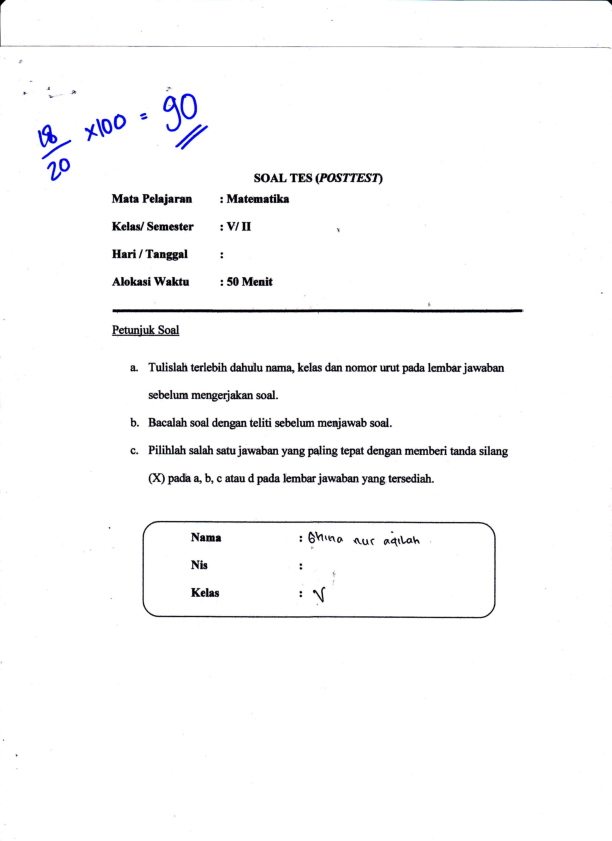 18/20 x100 = 90
SOAL TES (POSTTEST)
Mata Pelajaran : Matematika
Kelas/ Semester : V/ II
Hari / Tanggal :
Alokasi Waktu : 50 Menit
Petunjuk Soal
a. Tulislah terlebih dahulu nama, kelas dan nomor urut pada lembar jawaban
sebelum mengerjakan soal.
b. Bacalah soal dengan teliti sebelum menjawab soal.
c. Pilihlah salah satu jawaban yang paling tepat dengan memberi tanda silang
(X) pada a, b, c atau d pada lembar jawaban yang tersediah.
Nama : Ghina nur aqilah
Nis :
Kelas : V